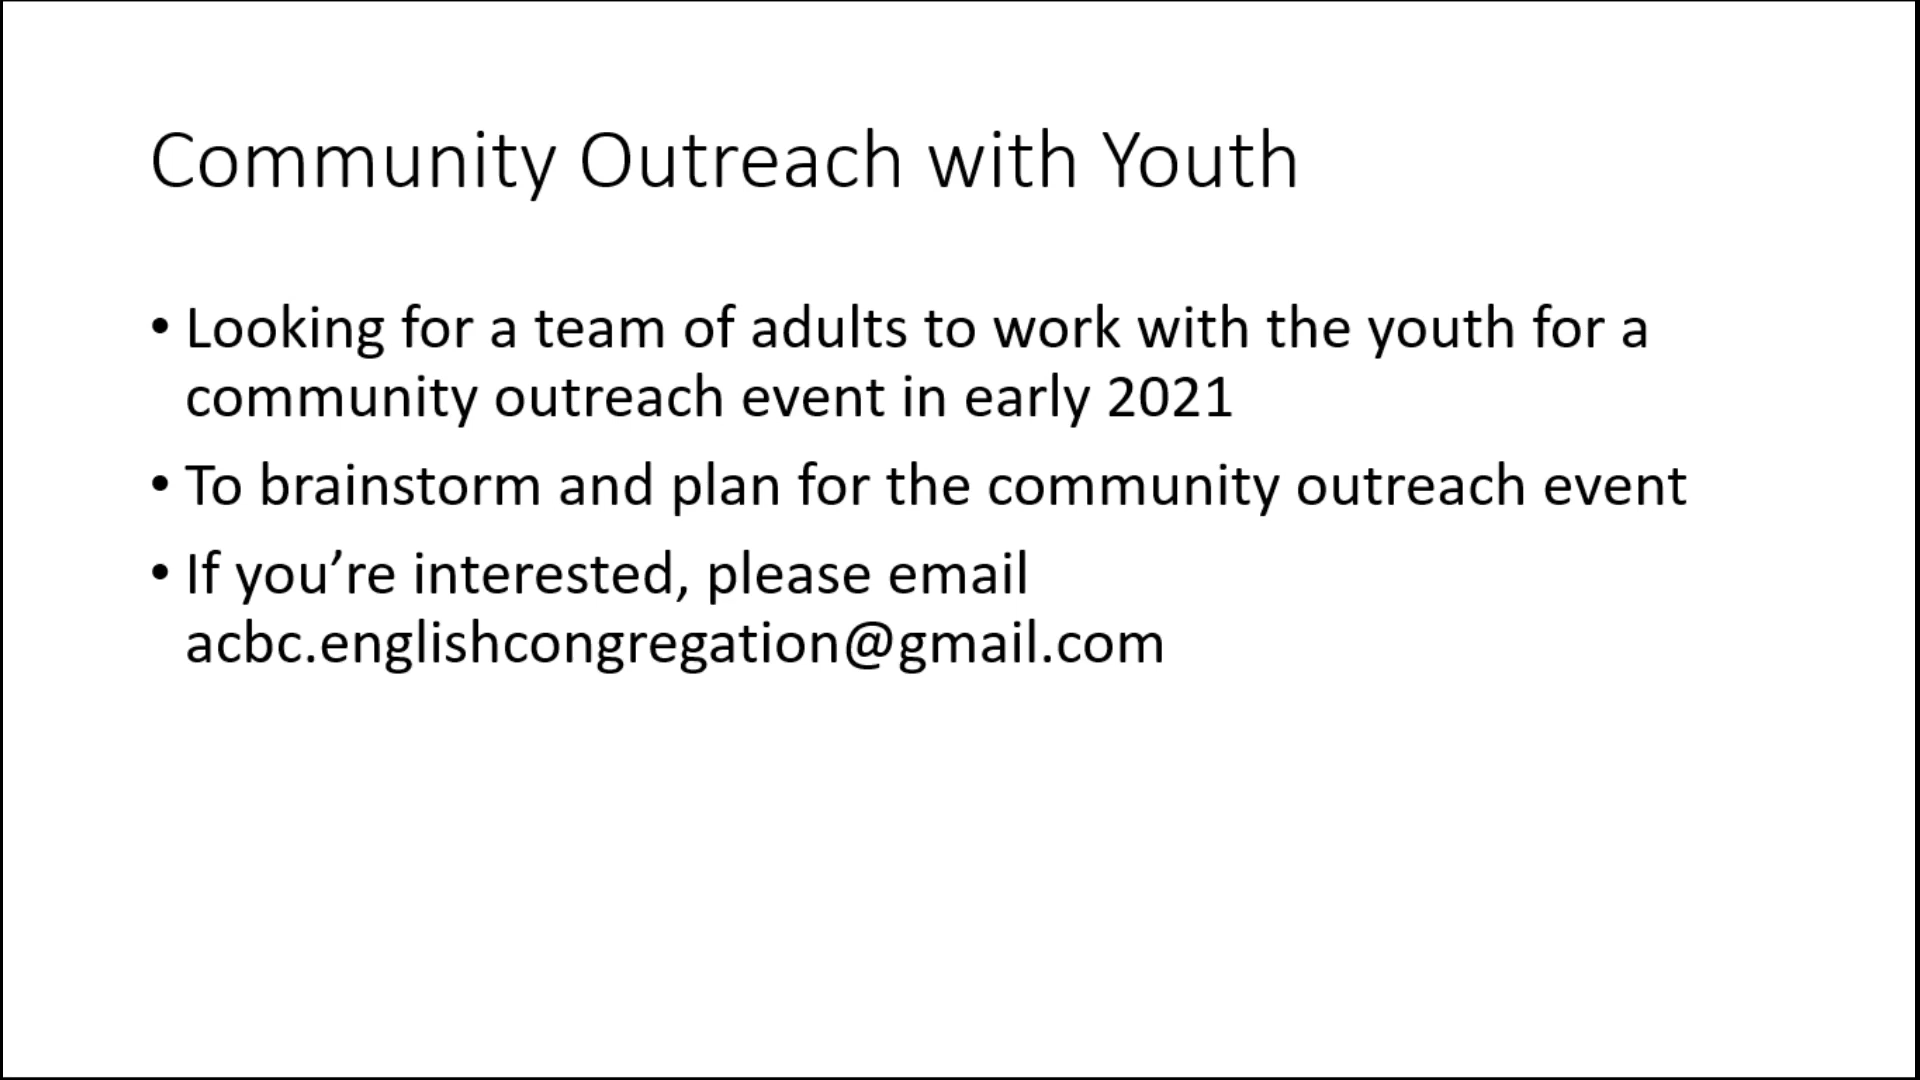 Community Outreach with Youth
• Looking for a team of adults to work with the youth for a
community outreach event in early 2021
• To brainstorm and plan for the community outreach event
• If you’re interested, please email
acbc.englishcongregation@gmail.com